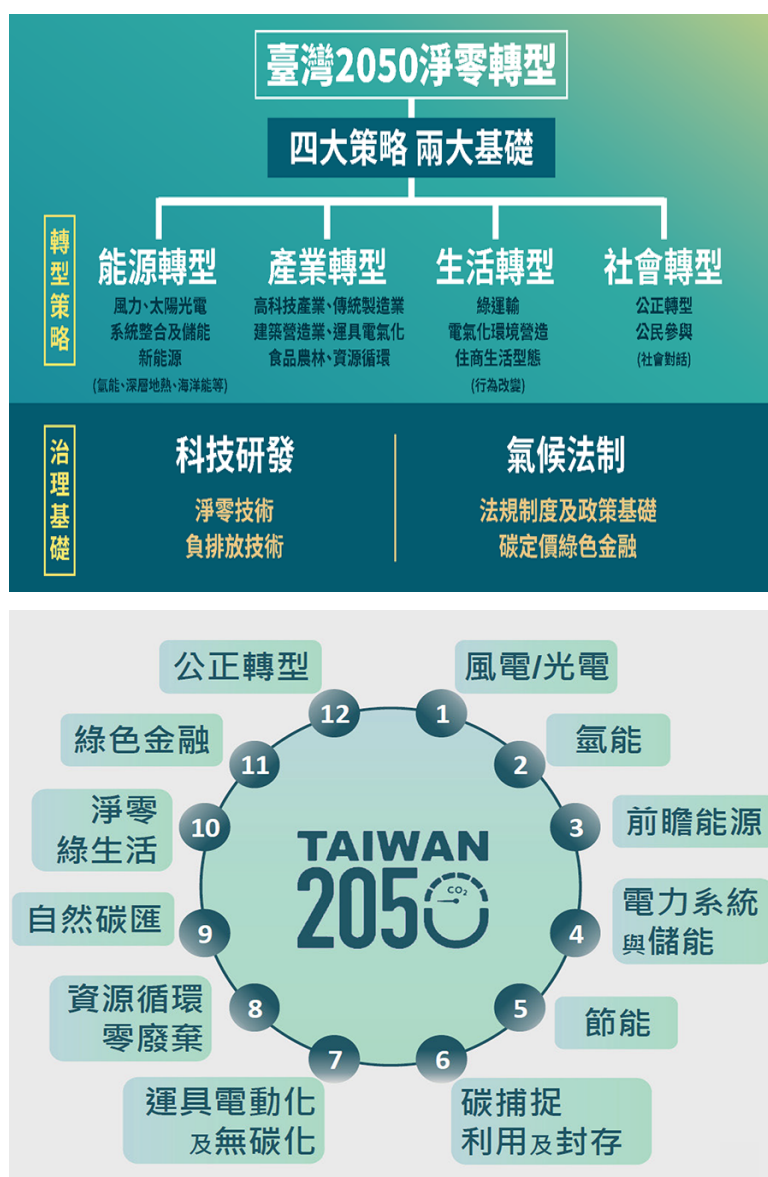 臺灣2050淨零轉型
四大策略 兩大基礎
轉型策略
能源轉型
風力、太陽光電
系統整合及儲能
新能源
(氫能、深層地熱、海洋能等)
產業轉型
高科技產業、傳統製造業
建築營造業、運具電氣化
食品農林、資源循環
生活轉型
綠運輸
電氣化環境營造
住商生活型態
(行為改變)
社會轉型
公正轉型
公民參與
(社會對話)
治理基礎
科技研發
淨零技術
負排放技術
氣候法制
法規制度及政策基礎
碳定價綠色金融
TAIWAN
2050
CO₂
1
風電/光電
2
氫能
3
前瞻能源
4
電力系統
與儲能
5
節能
6
碳捕捉
利用及封存
7
運具電動化
及無碳化
8
資源循環
零廢棄
9
自然碳匯
10
淨零
綠生活
11
綠色金融
12
公正轉型